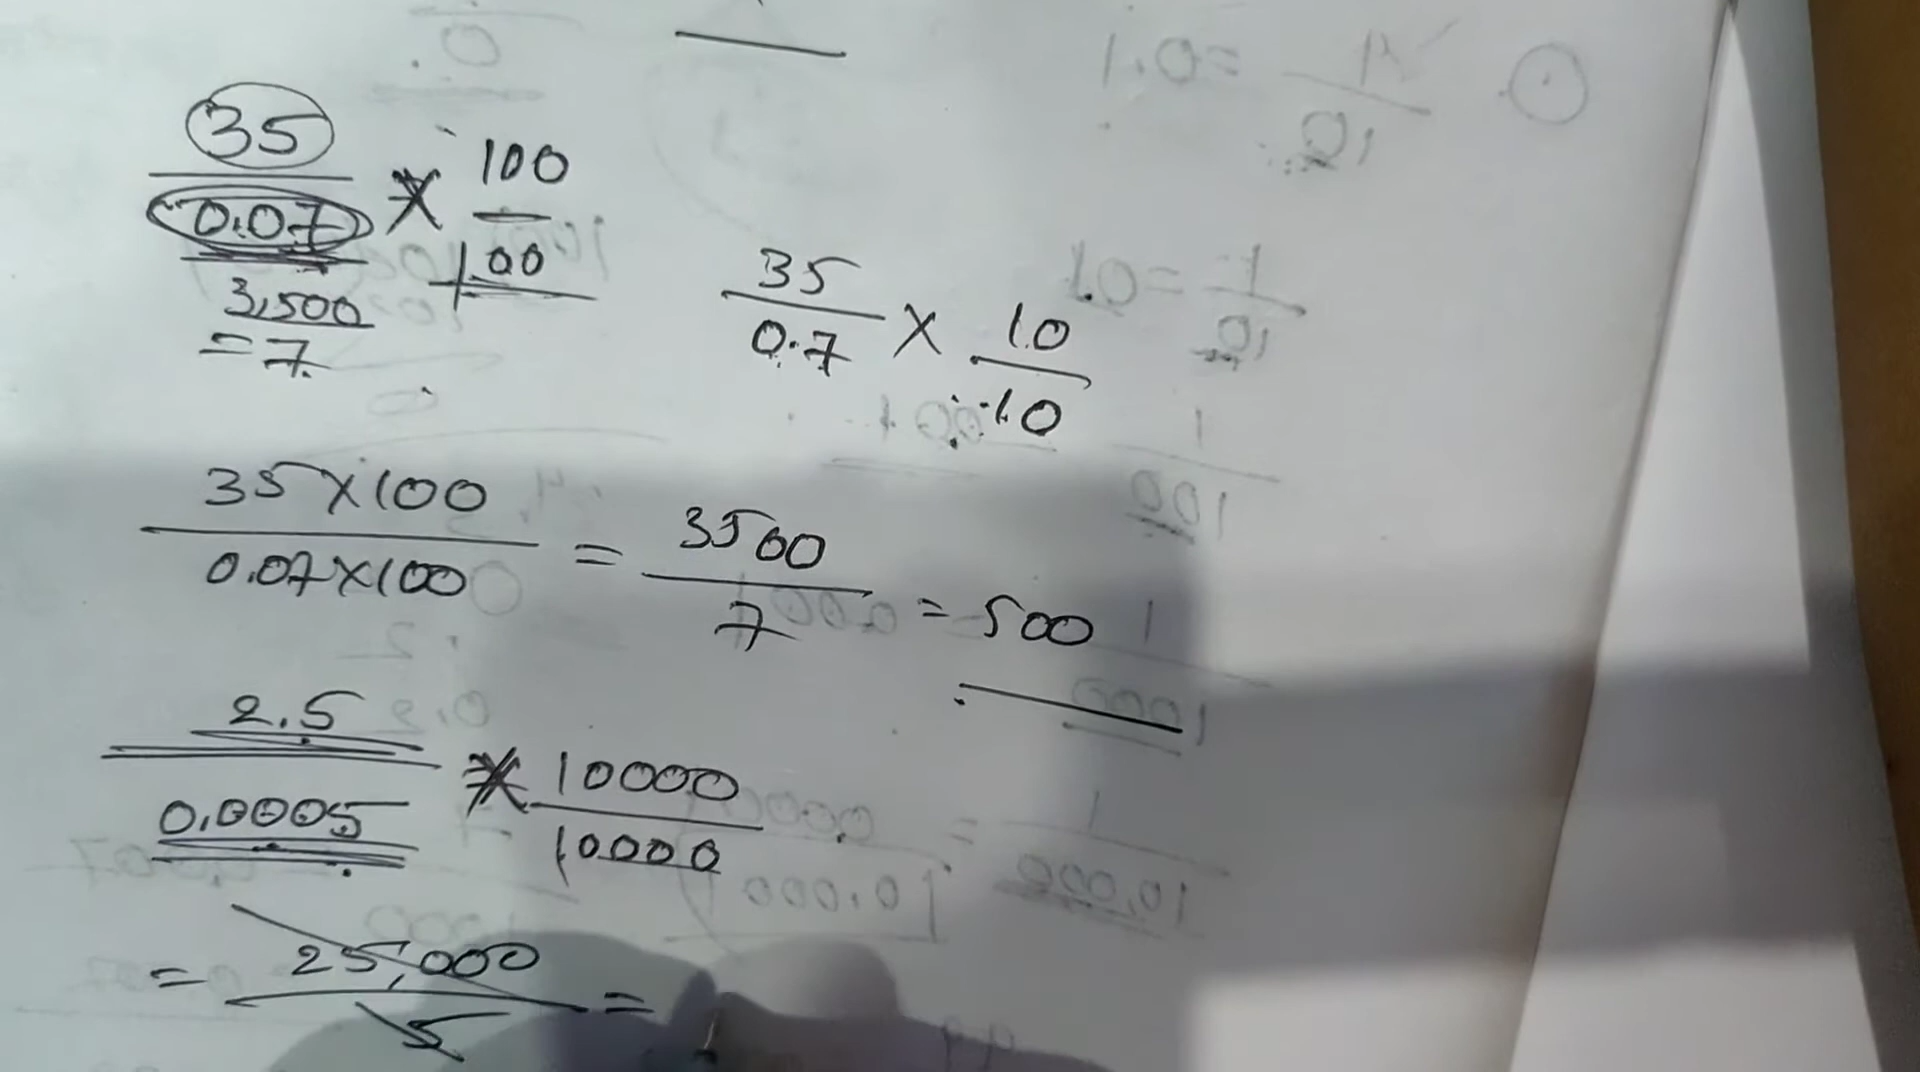 35
0.07 × 100
100
3,500
= 7
35
0.7 × 10
10
35×100
0.07×100 = 3500
7 = 500
2.5
0.0005 × 10000
10000
= 25,000
5 =